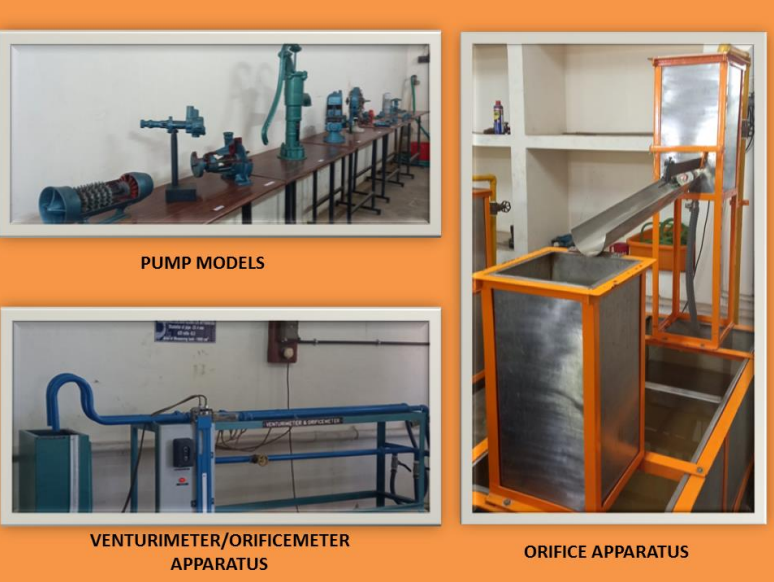 PUMP MODELS
VENTURIMETER & ORIFICEMETER
VENTURIMETER/ORIFICEMETER
APPARATUS
ORIFICE APPARATUS